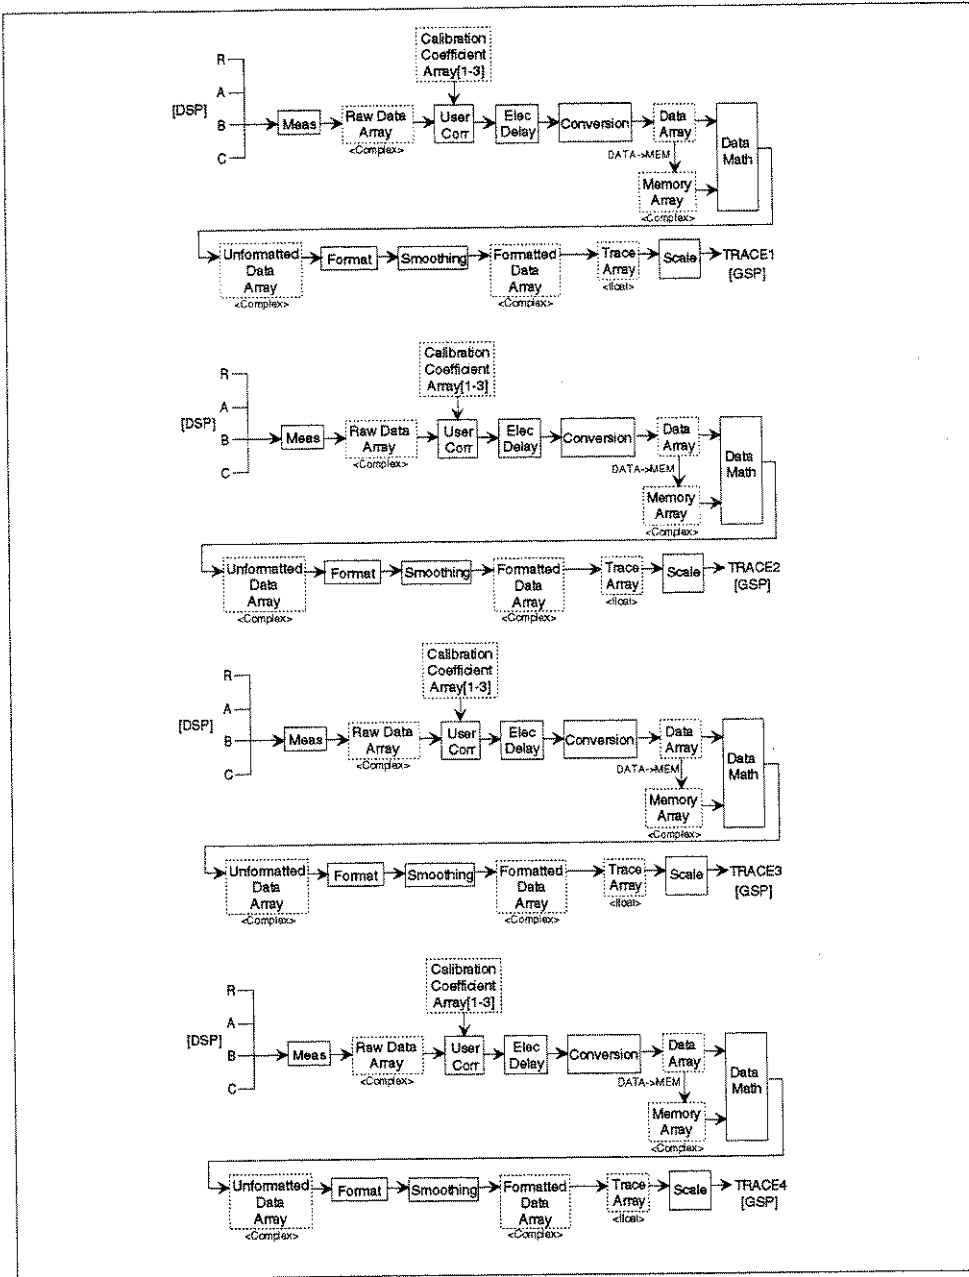 Calibration
Coefficient
Array[1-3]
R
A
[DSP]
B
C
Meas
Raw Data
Array
<Complex>
User
Corr
Elec
Delay
Conversion
Data
Array
DATA->MEM
Memory
Array
<Complex>
Data
Math
Unformatted
Data
Array
<Complex>
Format
Smoothing
Formatted
Data
Array
<Complex>
Trace
Array
<float>
Scale
TRACE1
[GSP]
Calibration
Coefficient
Array[1-3]
R
A
[DSP]
B
C
Meas
Raw Data
Array
<Complex>
User
Corr
Elec
Delay
Conversion
Data
Array
DATA->MEM
Memory
Array
<Complex>
Data
Math
Unformatted
Data
Array
<Complex>
Format
Smoothing
Formatted
Data
Array
<Complex>
Trace
Array
<float>
Scale
TRACE2
[GSP]
Calibration
Coefficient
Array[1-3]
R
A
[DSP]
B
C
Meas
Raw Data
Array
<Complex>
User
Corr
Elec
Delay
Conversion
Data
Array
DATA->MEM
Memory
Array
<Complex>
Data
Math
Unformatted
Data
Array
<Complex>
Format
Smoothing
Formatted
Data
Array
<Complex>
Trace
Array
<float>
Scale
TRACE3
[GSP]
Calibration
Coefficient
Array[1-3]
R
A
[DSP]
B
C
Meas
Raw Data
Array
<Complex>
User
Corr
Elec
Delay
Conversion
Data
Array
DATA->MEM
Memory
Array
<Complex>
Data
Math
Unformatted
Data
Array
<Complex>
Format
Smoothing
Formatted
Data
Array
<Complex>
Trace
Array
<float>
Scale
TRACE4
[GSP]